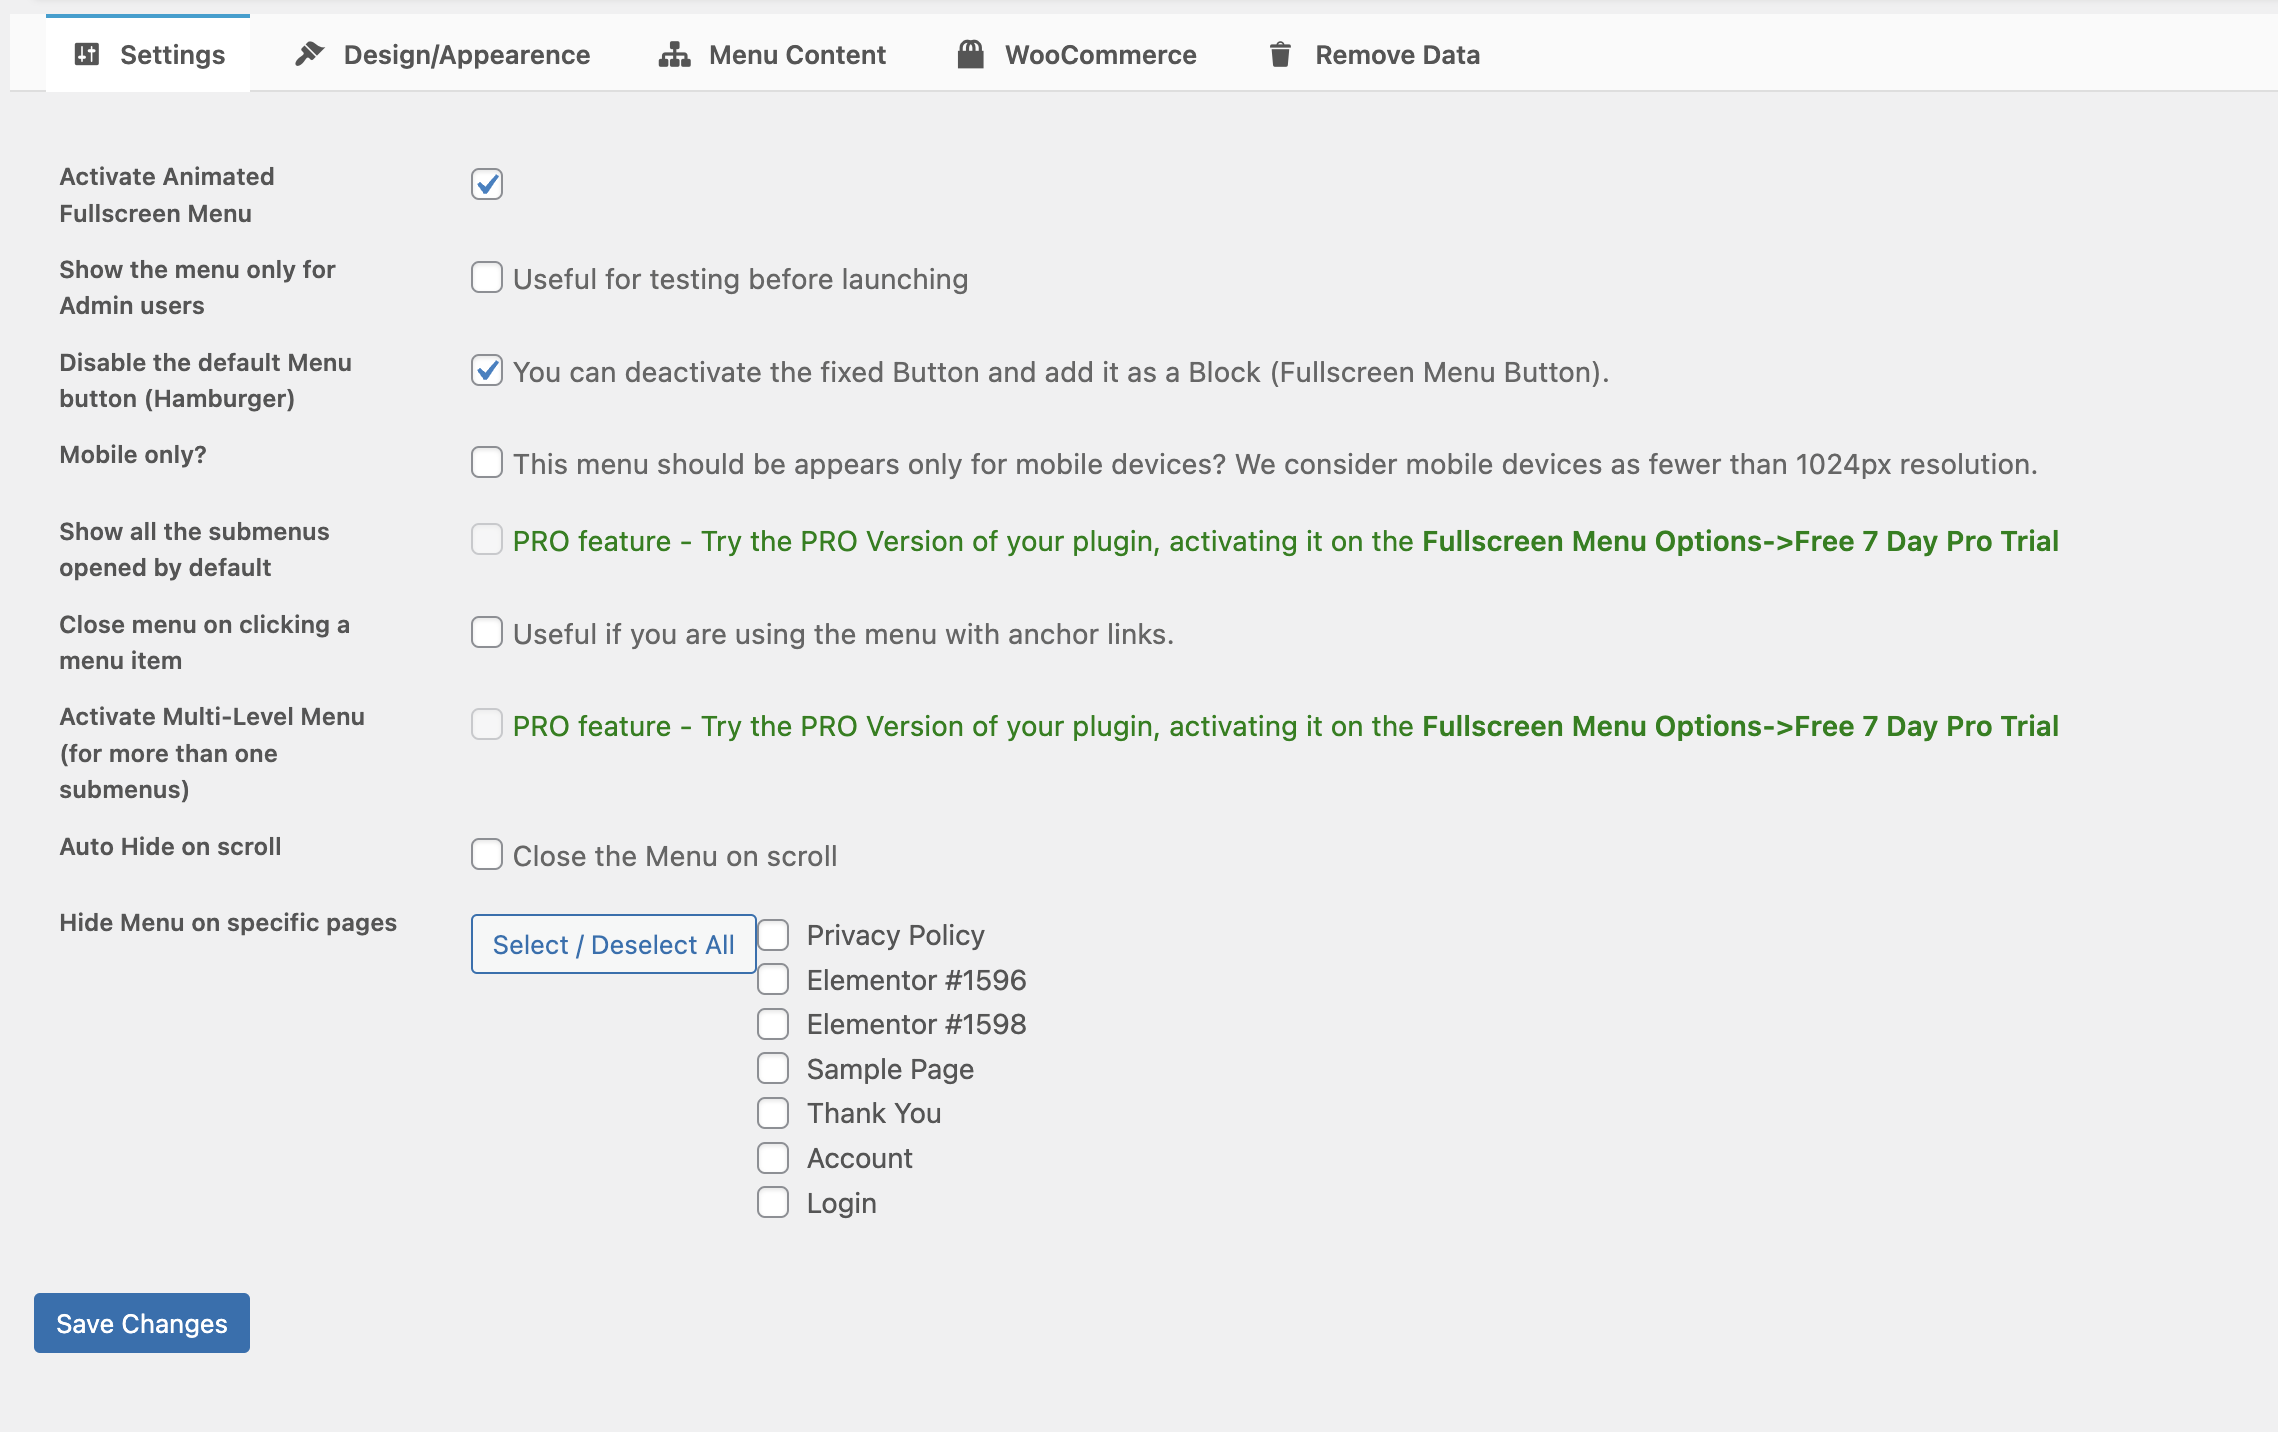 Settings
Design/Appearence
Menu Content
WooCommerce
Remove Data
Activate Animated
Fullscreen Menu
Show the menu only for
Admin users
Useful for testing before launching
Disable the default Menu
button (Hamburger)
You can deactivate the fixed Button and add it as a Block (Fullscreen Menu Button).
Mobile only?
This menu should be appears only for mobile devices? We consider mobile devices as fewer than 1024px resolution.
Show all the submenus
opened by default
PRO feature - Try the PRO Version of your plugin, activating it on the Fullscreen Menu Options->Free 7 Day Pro Trial
Close menu on clicking a
menu item
Useful if you are using the menu with anchor links.
Activate Multi-Level Menu
(for more than one
submenus)
PRO feature - Try the PRO Version of your plugin, activating it on the Fullscreen Menu Options->Free 7 Day Pro Trial
Auto Hide on scroll
Close the Menu on scroll
Hide Menu on specific pages
Select / Deselect All
Privacy Policy
Elementor #1596
Elementor #1598
Sample Page
Thank You
Account
Login
Save Changes